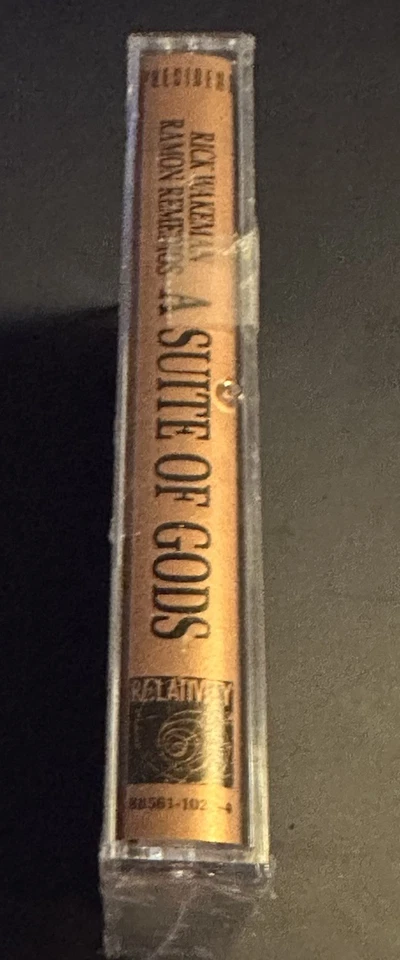 PRESIDENT
RICK WAKEMAN
RAMON REMEDIOS
A SUITE OF GODS
RELATIVITY